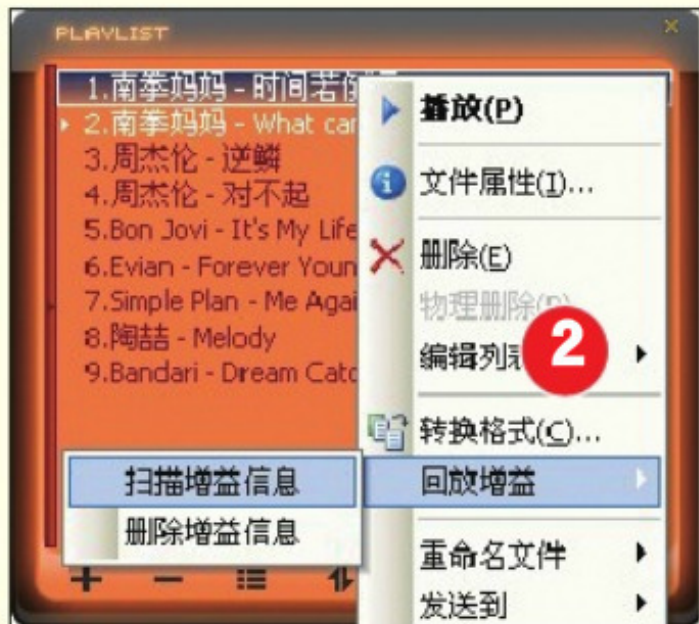 PLAYLIST
1.南拳妈妈 - 时间若
2.南拳妈妈 - What can
3.周杰伦 - 逆鳞
4.周杰伦 - 对不起
5.Bon Jovi - It's My Life
6.Evian - Forever Youn
7.Simple Plan - Me Agai
8.陶喆 - Melody
9.Bandari - Dream Catc
播放(P)
文件属性(I)...
删除(E)
物理删除
编辑列表
2
转换格式(C)...
回放增益
扫描增益信息
删除增益信息
重命名文件
发送到